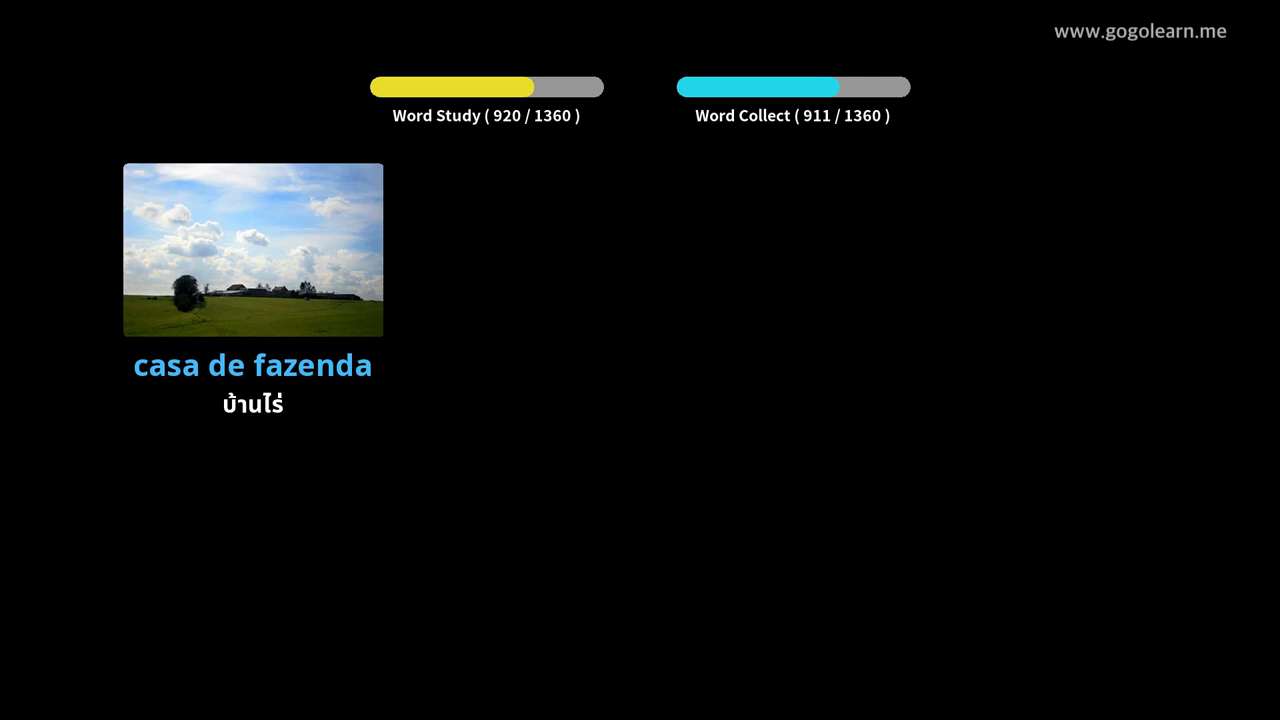 www.gogolearn.me
Word Study ( 920 / 1360 )
Word Collect ( 911 / 1360 )
casa de fazenda
บ้านไร่